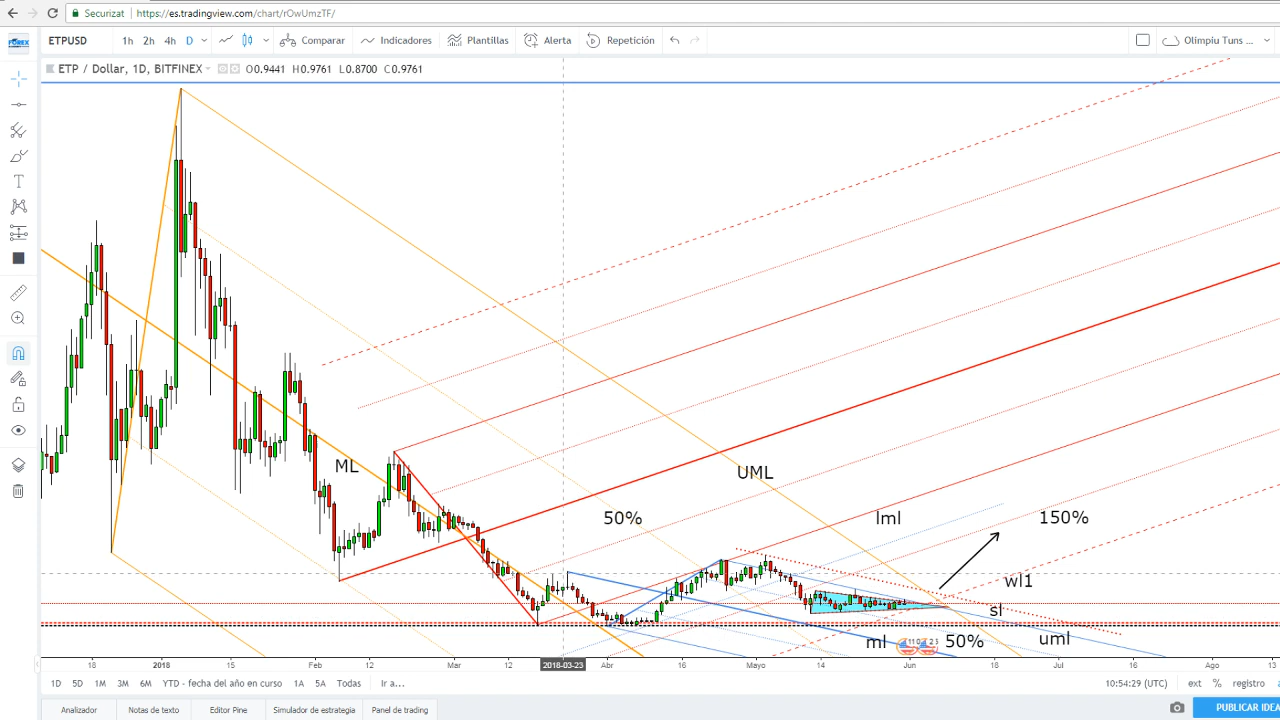 Securizat https://es.tradingview.com/chart/rOwUmzTF/
FOREX ETPUSD 1h 2h 4h D Comparar Indicadores Plantillas Alerta Repetición Olimpiu Tuns ...
ETP / Dollar, 1D, BITFINEX O0.9441 H0.9761 L0.8700 C0.9761
ML
UML
50%
lml
150%
wl1
sl
ml 50% uml
18 2018 15 Feb 12 Mar 12 2018-03-23 Abr 16 Mayo 14 Jun 18 Jul 16 Ago 13
1D 5D 1M 3M 6M YTD - fecha del año en curso 1A 5A Todas Ir a... 10:54:29 (UTC) ext % registro
Analizador Notas de texto Editor Pine Simulador de estrategia Panel de trading PUBLICAR IDEA